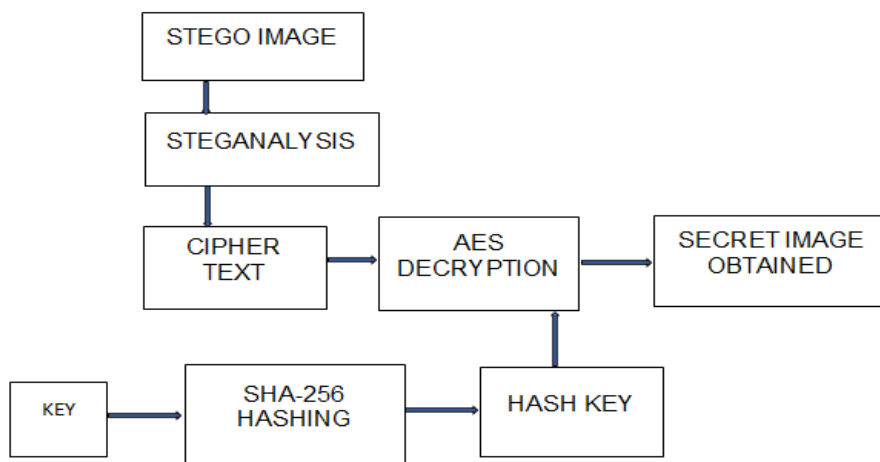 STEGO IMAGE
STEGANALYSIS
CIPHER
TEXT
AES
DECRYPTION
SECRET IMAGE
OBTAINED
KEY
SHA-256
HASHING
HASH KEY